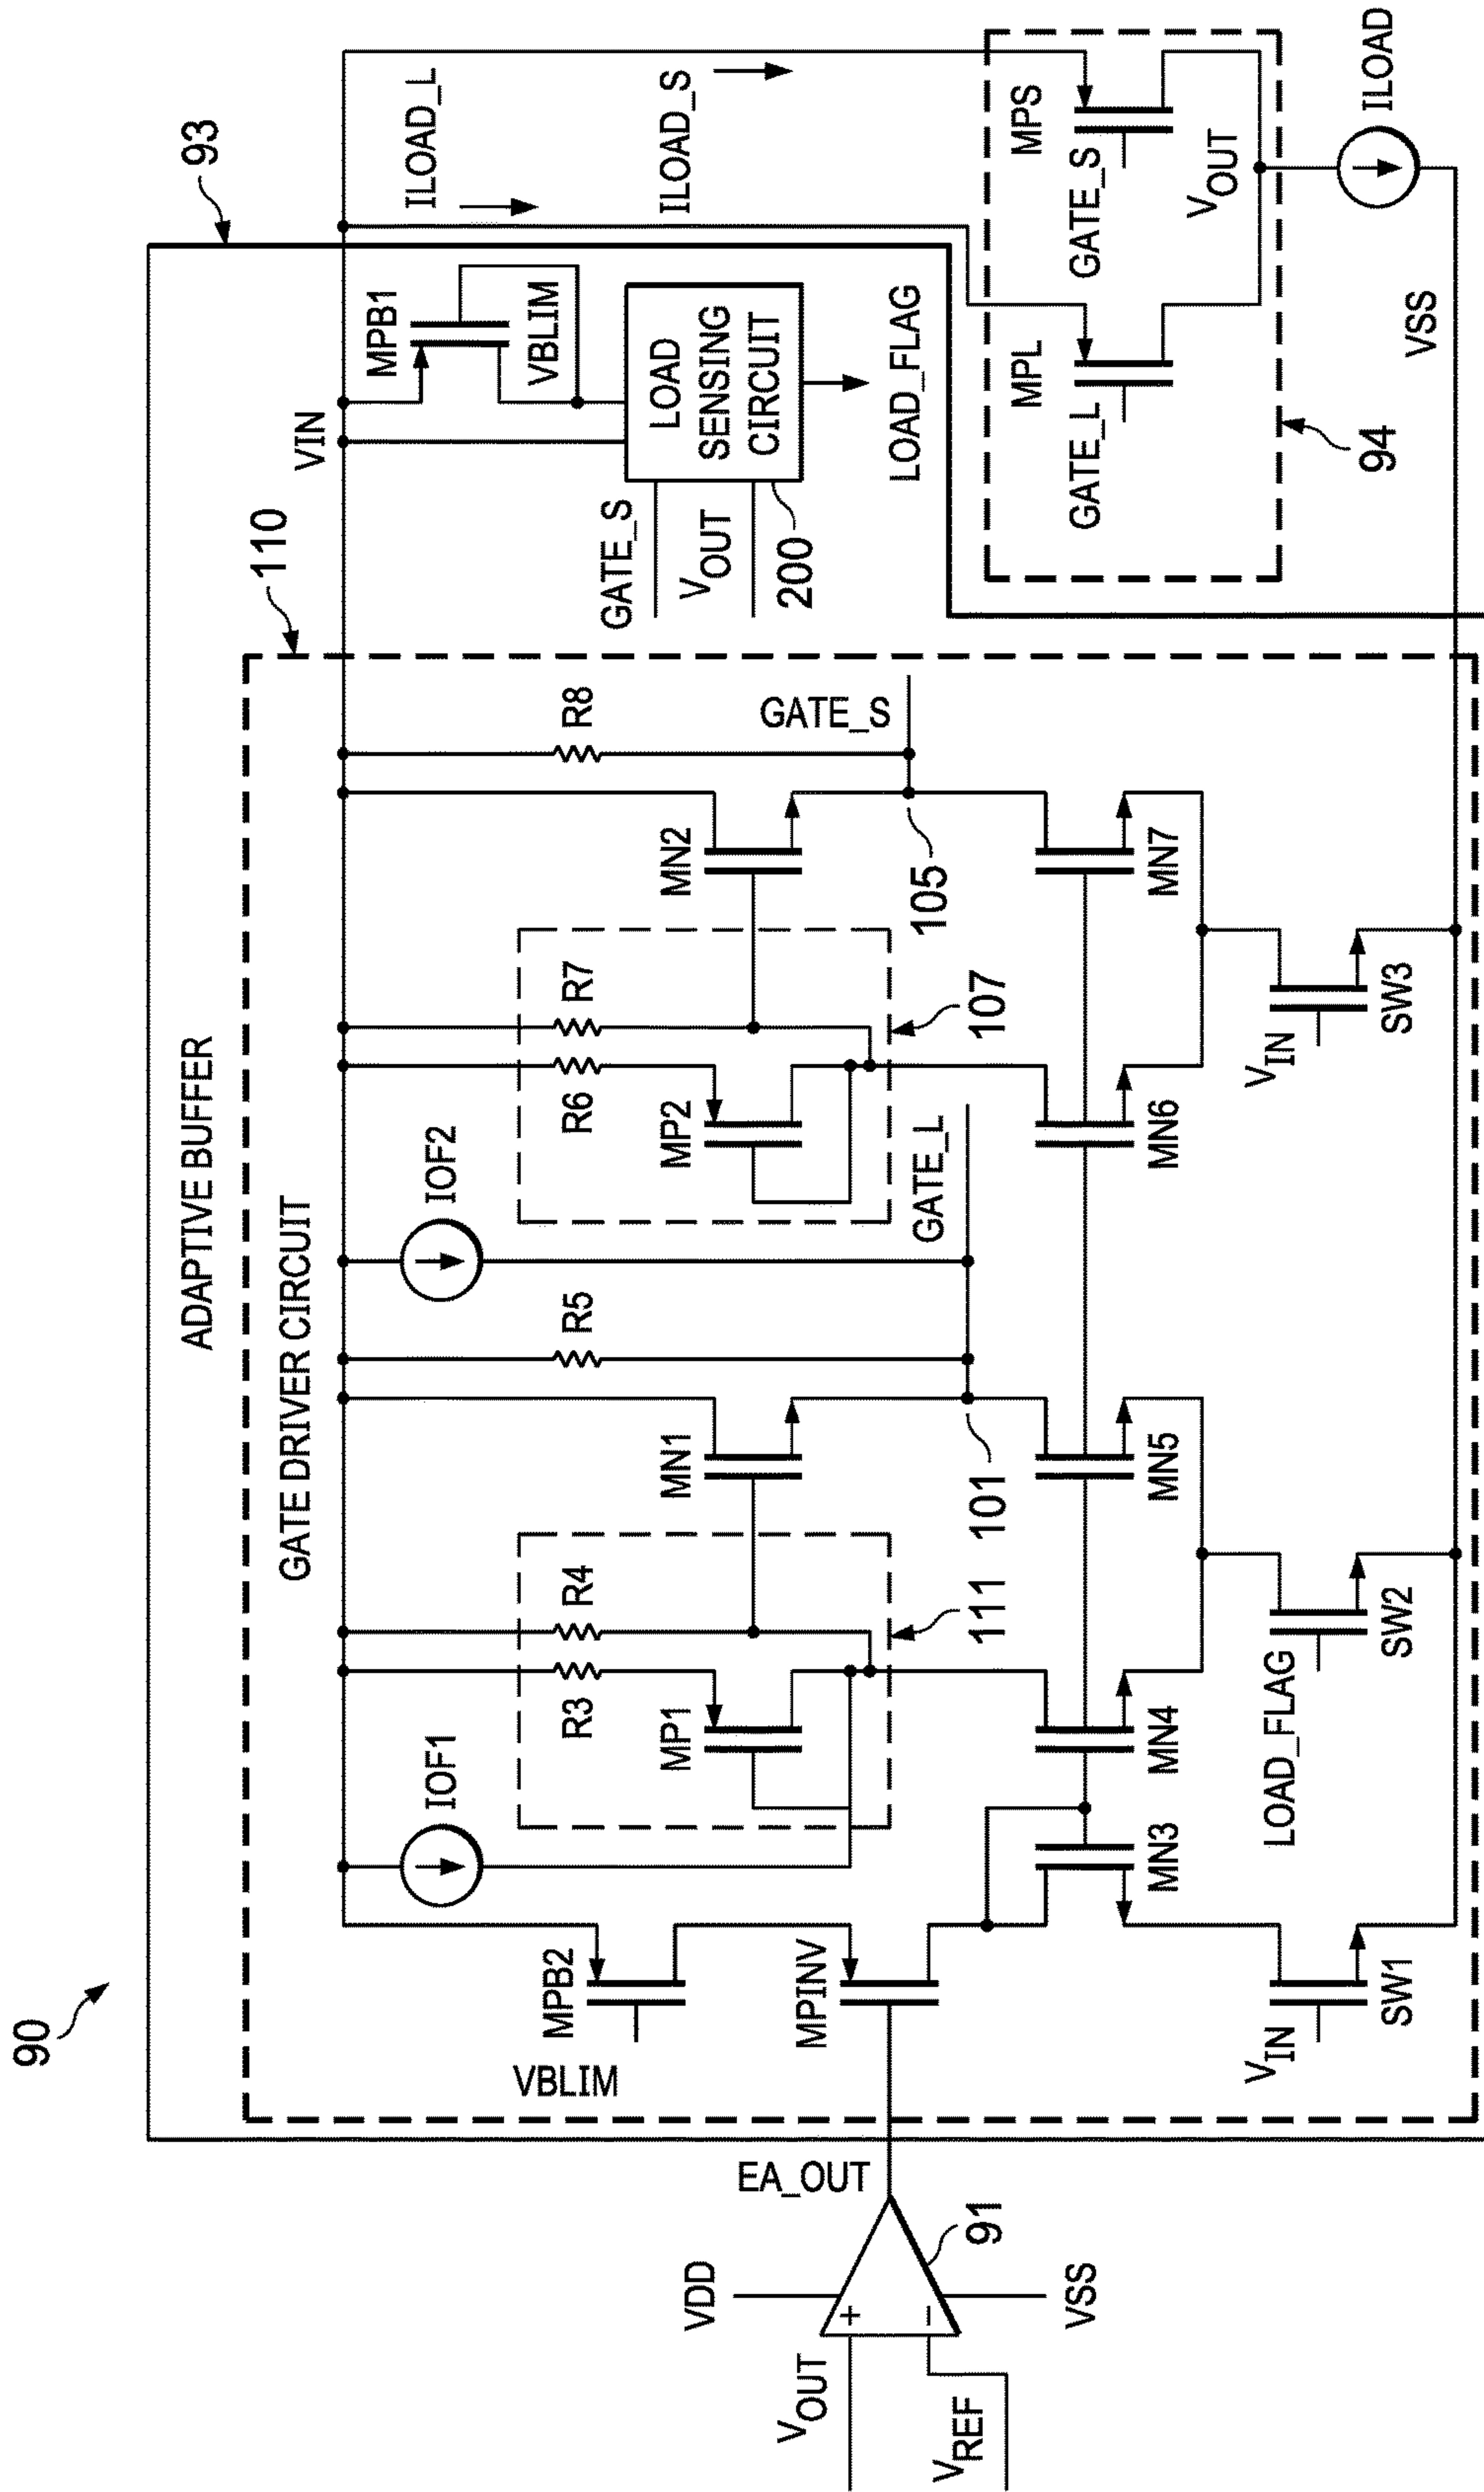 90
93
ADAPTIVE BUFFER
110
GATE DRIVER CIRCUIT
VIN
IOF1
IOF2
R3
R4
R5
R6
R7
R8
MPB1
VBLIM
LOAD
SENSING
CIRCUIT
200
GATE_S
VOUT
LOAD_FLAG
ILOAD_L
ILOAD_S
MPB2
VBLIM
MP1
111
MN1
MP2
107
MN2
GATE_S
105
GATE_L
101
MPINV
EA_OUT
MN3
MN4
MN5
MN6
MN7
VIN
SW1
LOAD_FLAG
SW2
VIN
SW3
VSS
MPL
GATE_L
MPS
GATE_S
VOUT
94
ILOAD
VDD
VOUT
+
−
VREF
91
VSS